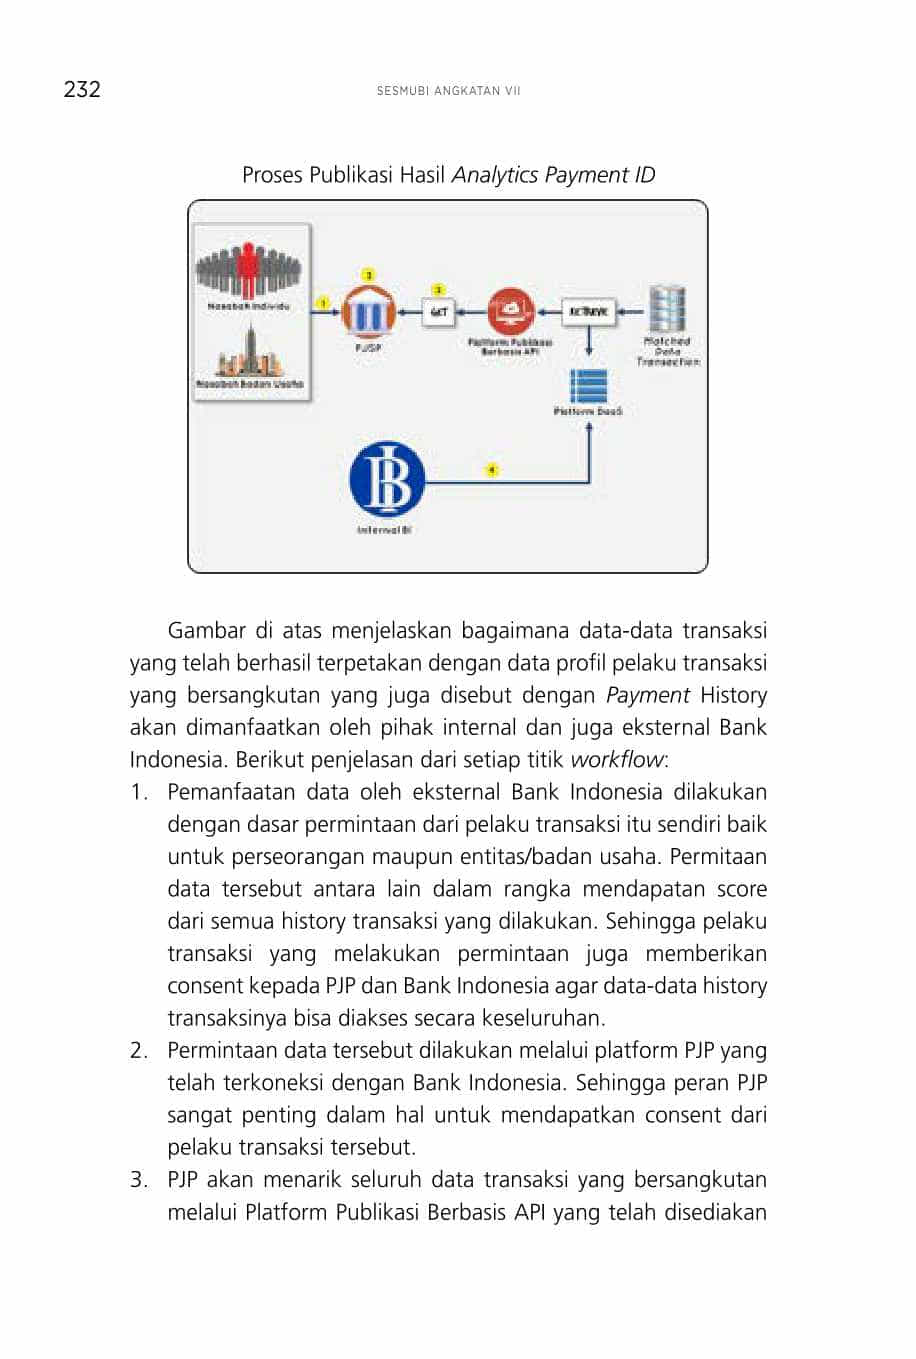 232
SESMUBI ANGKATAN VII
Proses Publikasi Hasil Analytics Payment ID
Nasabah Individu
Nasabah Badan Usaha
1
2
PJSP
3
GET
Platform Publikasi
Berbasis API
RETRIEVE
Matched
Data
Transaction
Platform DaaS
4
Internal BI
Gambar di atas menjelaskan bagaimana data-data transaksi
yang telah berhasil terpetakan dengan data profil pelaku transaksi
yang bersangkutan yang juga disebut dengan Payment History
akan dimanfaatkan oleh pihak internal dan juga eksternal Bank
Indonesia. Berikut penjelasan dari setiap titik workflow:
1. Pemanfaatan data oleh eksternal Bank Indonesia dilakukan
dengan dasar permintaan dari pelaku transaksi itu sendiri baik
untuk perseorangan maupun entitas/badan usaha. Permitaan
data tersebut antara lain dalam rangka mendapatan score
dari semua history transaksi yang dilakukan. Sehingga pelaku
transaksi yang melakukan permintaan juga memberikan
consent kepada PJP dan Bank Indonesia agar data-data history
transaksinya bisa diakses secara keseluruhan.
2. Permintaan data tersebut dilakukan melalui platform PJP yang
telah terkoneksi dengan Bank Indonesia. Sehingga peran PJP
sangat penting dalam hal untuk mendapatkan consent dari
pelaku transaksi tersebut.
3. PJP akan menarik seluruh data transaksi yang bersangkutan
melalui Platform Publikasi Berbasis API yang telah disediakan